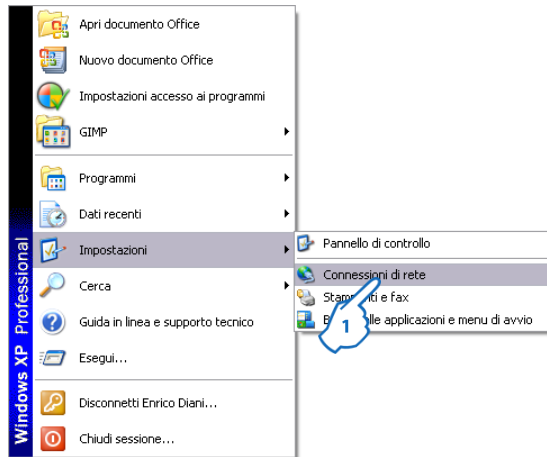 Apri documento Office
Nuovo documento Office
Impostazioni accesso ai programmi
GIMP
Programmi
Dati recenti
Impostazioni
Cerca
Guida in linea e supporto tecnico
Esegui...
Disconnetti Enrico Diani...
Chiudi sessione...
Windows XP Professional
Pannello di controllo
Connessioni di rete
e fax
applicazioni e menu di avvio
1